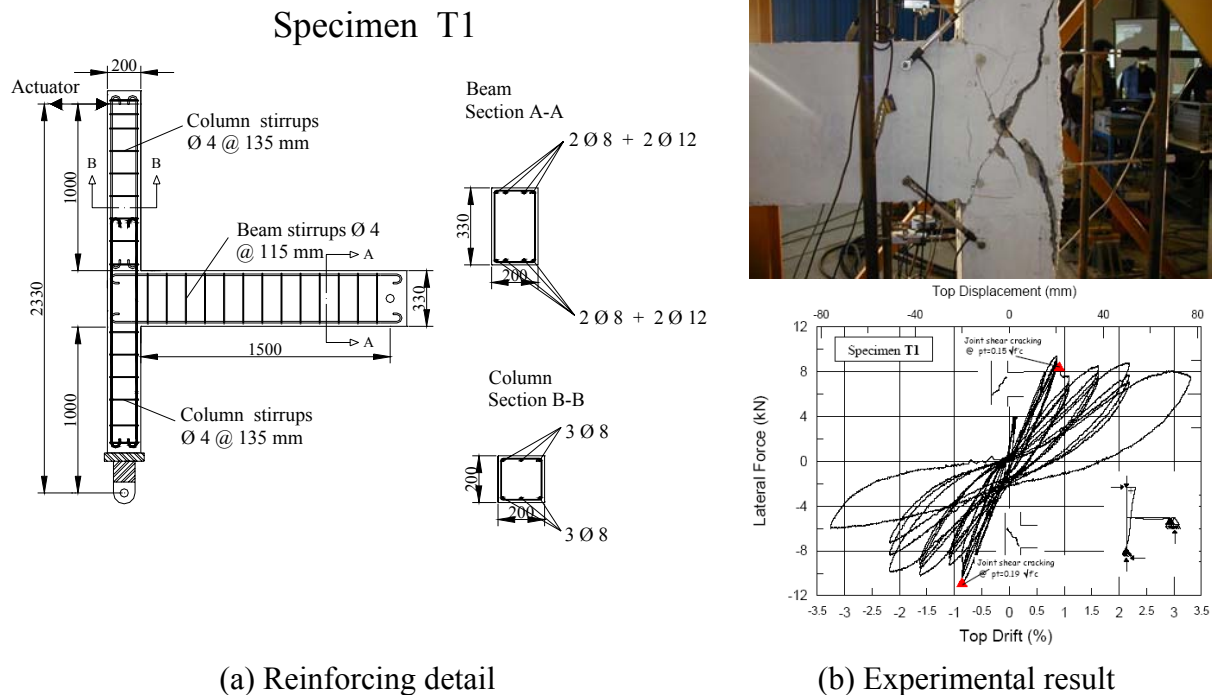 Specimen T1
200
Actuator
Column stirrups
Ø 4 @ 135 mm
B
B
1000
2330
Beam stirrups Ø 4
@ 115 mm
A
A
330
1500
1000
Column stirrups
Ø 4 @ 135 mm
Beam
Section A-A
2 Ø 8 + 2 Ø 12
330
200
2 Ø 8 + 2 Ø 12
Column
Section B-B
3 Ø 8
200
200
3 Ø 8
(a) Reinforcing detail
Top Displacement (mm)
-80 -40 0 40 80
12
8
4
0
-4
-8
-12
Lateral Force (kN)
Specimen T1
Joint shear cracking
@ pt=0.15 √f'c
Joint shear cracking
@ pt=0.19 √f'c
-3.5 -3 -2.5 -2 -1.5 -1 -0.5 0 0.5 1 1.5 2 2.5 3 3.5
Top Drift (%)
(b) Experimental result